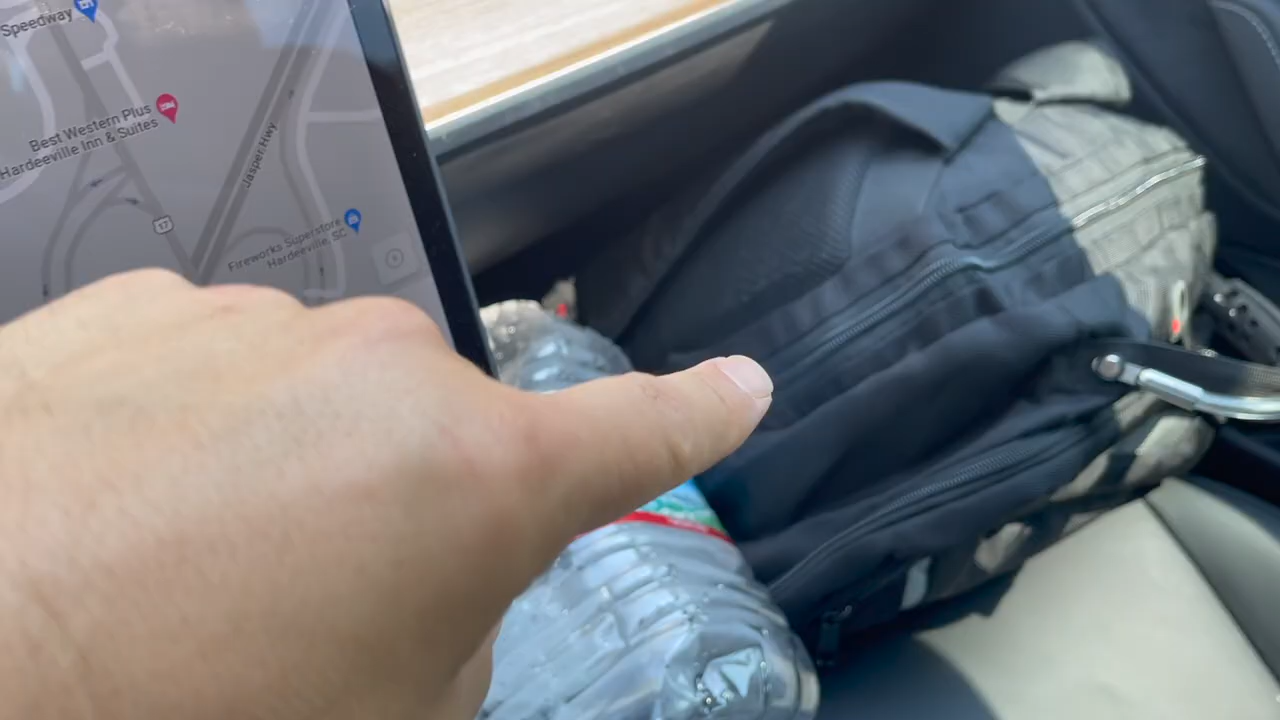 Speedway
Best Western Plus
Hardeeville Inn & Suites
Jasper Hwy
17
Fireworks Superstore
Hardeeville, SC